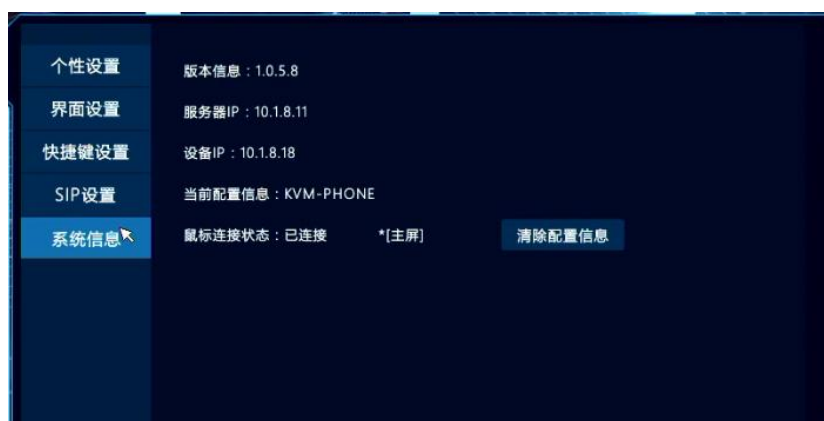 个性设置
界面设置
快捷键设置
SIP设置
系统信息
版本信息：1.0.5.8
服务器IP：10.1.8.11
设备IP：10.1.8.18
当前配置信息：KVM-PHONE
鼠标连接状态：已连接 *[主屏] 清除配置信息